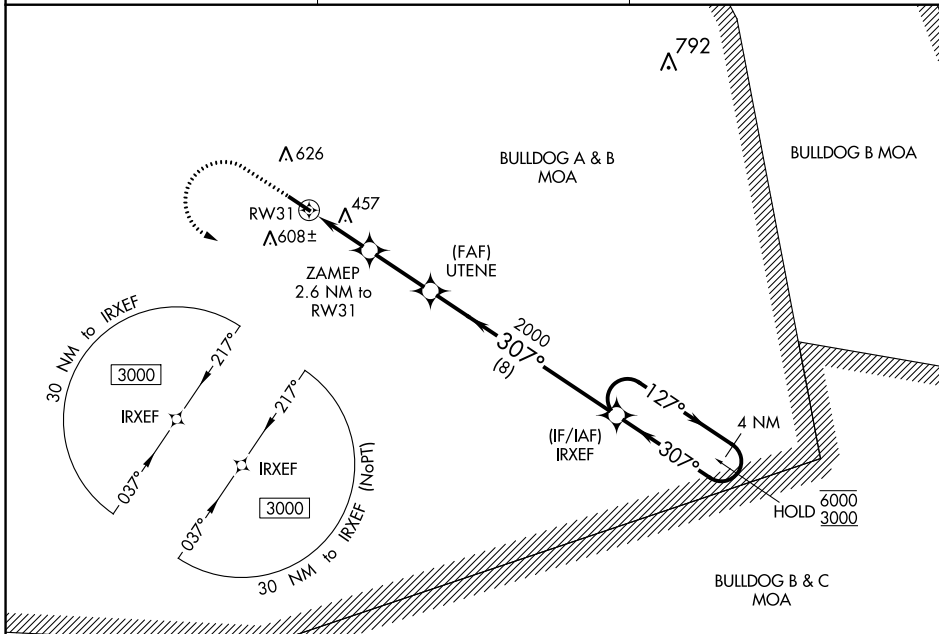 792
626
BULLDOG A & B
MOA
BULLDOG B MOA
RW31
457
608±
(FAF)
UTENE
ZAMEP
2.6 NM to
RW31
2000
307°
(8)
30 NM to IRXEF
217°
3000
IRXEF
037°
217°
IRXEF
3000
037°
30 NM to IRXEF (NoPT)
127°
4 NM
(IF/IAF)
IRXEF
307°
HOLD
6000
3000
BULLDOG B & C
MOA